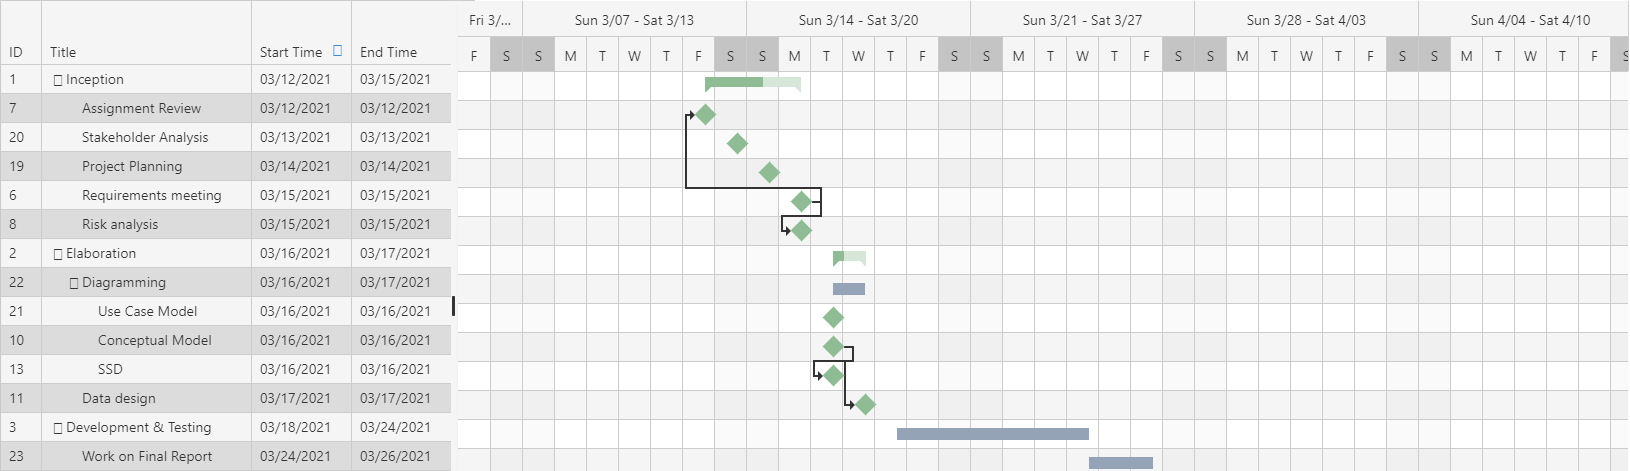 Fri 3/... Sun 3/07 - Sat 3/13 Sun 3/14 - Sat 3/20 Sun 3/21 - Sat 3/27 Sun 3/28 - Sat 4/03 Sun 4/04 - Sat 4/10
ID Title Start Time End Time F S S M T W T F S S M T W T F S S M T W T F S S M T W T F S S M T W T F S
1 Inception 03/12/2021 03/15/2021
7 Assignment Review 03/12/2021 03/12/2021
20 Stakeholder Analysis 03/13/2021 03/13/2021
19 Project Planning 03/14/2021 03/14/2021
6 Requirements meeting 03/15/2021 03/15/2021
8 Risk analysis 03/15/2021 03/15/2021
2 Elaboration 03/16/2021 03/17/2021
22 Diagramming 03/16/2021 03/17/2021
21 Use Case Model 03/16/2021 03/16/2021
10 Conceptual Model 03/16/2021 03/16/2021
13 SSD 03/16/2021 03/16/2021
11 Data design 03/17/2021 03/17/2021
3 Development & Testing 03/18/2021 03/24/2021
23 Work on Final Report 03/24/2021 03/26/2021